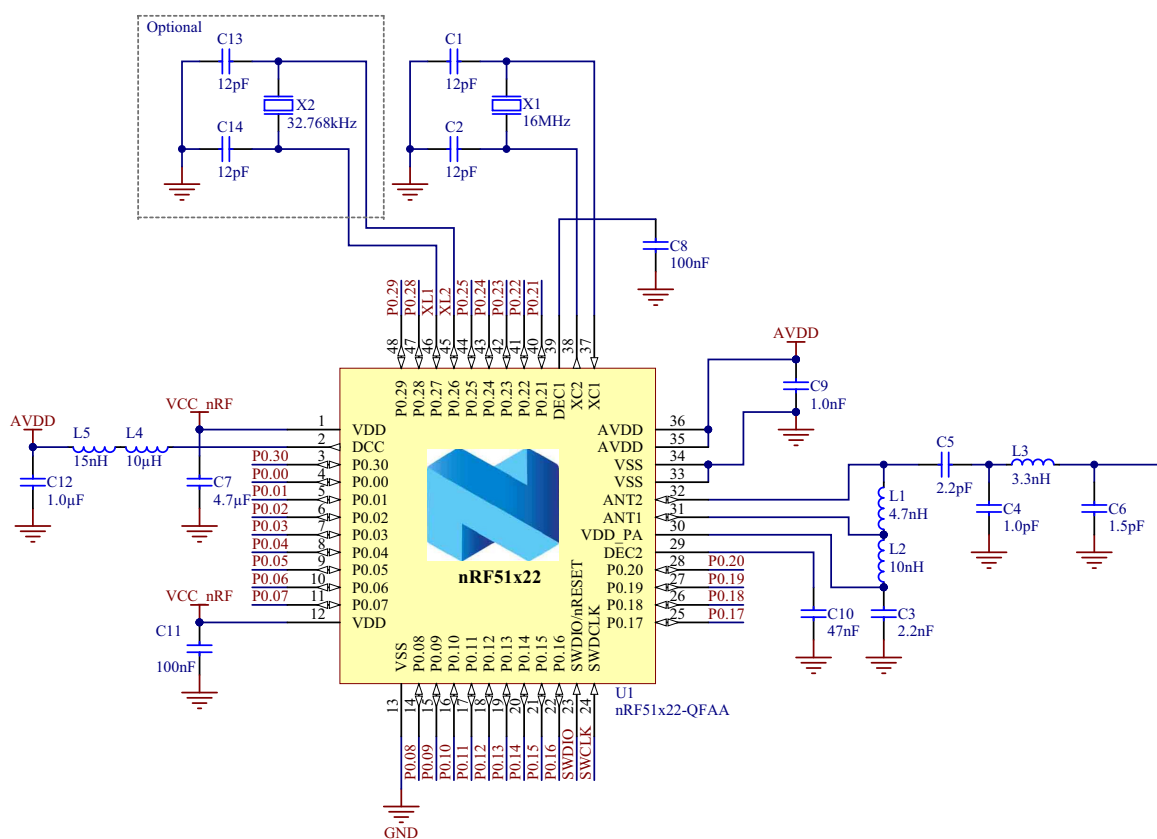 Optional
C13
12pF
X2
32.768kHz
C14
12pF
C1
12pF
X1
16MHz
C2
12pF
C8
100nF
P0.29
P0.28
XL1
XL2
P0.25
P0.24
P0.23
P0.22
P0.21
48
47
46
45
44
43
42
41
40
39
38
37
P0.29
P0.28
P0.27
P0.26
P0.25
P0.24
P0.23
P0.22
P0.21
DEC1
XC2
XC1
AVDD
C9
1.0nF
VCC_nRF
AVDD
L5
15nH
L4
10µH
C12
1.0µF
C7
4.7µF
P0.30
P0.00
P0.01
P0.02
P0.03
P0.04
P0.05
P0.06
P0.07
VCC_nRF
C11
100nF
1
2
3
4
5
6
7
8
9
10
11
12
VDD
DCC
P0.30
P0.00
P0.01
P0.02
P0.03
P0.04
P0.05
P0.06
P0.07
VDD
nRF51x22
AVDD
AVDD
VSS
VSS
ANT2
ANT1
VDD_PA
DEC2
P0.20
P0.19
P0.18
P0.17
36
35
34
33
32
31
30
29
28
27
26
25
P0.20
P0.19
P0.18
P0.17
C5
2.2pF
L3
3.3nH
L1
4.7nH
C4
1.0pF
C6
1.5pF
L2
10nH
C10
47nF
C3
2.2nF
VSS
P0.08
P0.09
P0.10
P0.11
P0.12
P0.13
P0.14
P0.15
P0.16
SWDIO/nRESET
SWDCLK
U1
nRF51x22-QFAA
13
14
15
16
17
18
19
20
21
22
23
24
P0.08
P0.09
P0.10
P0.11
P0.12
P0.13
P0.14
P0.15
P0.16
SWDIO
SWCLK
GND